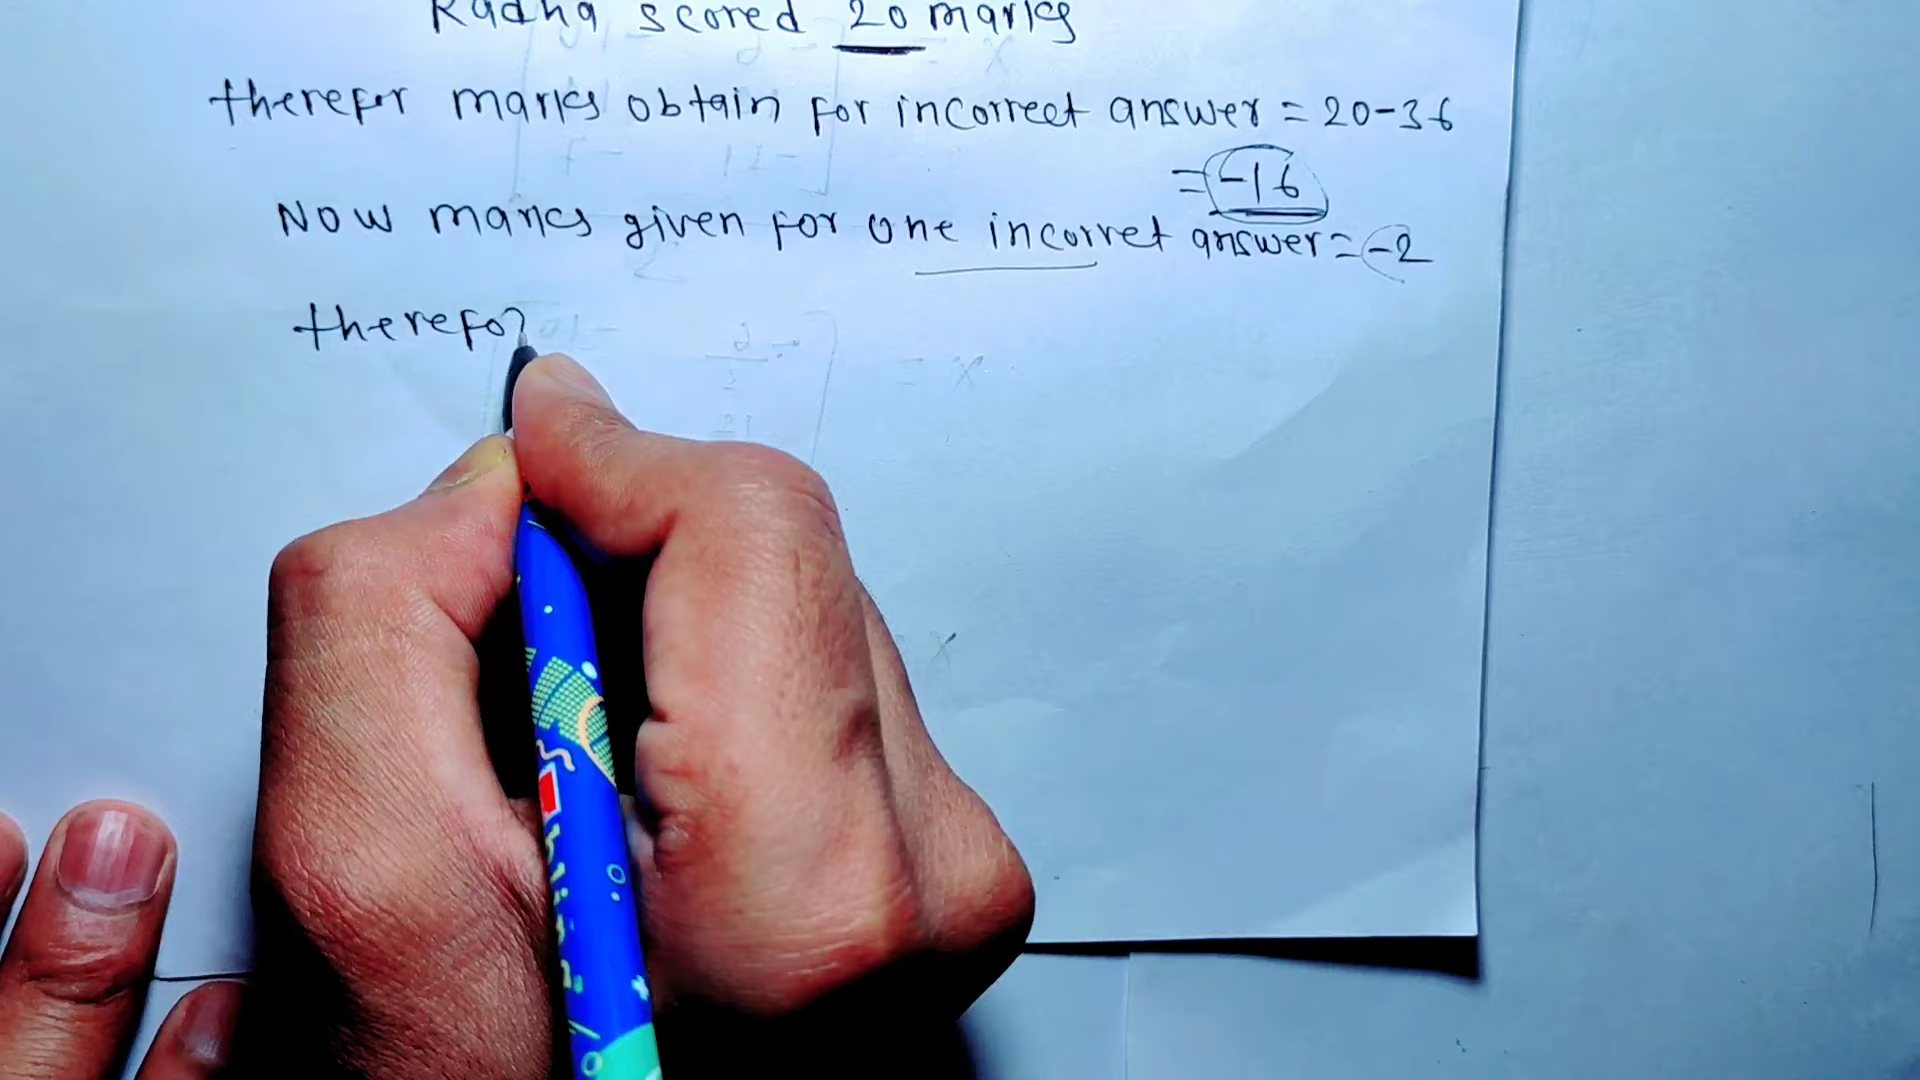 Radha scored 20 marks
therefor marks obtain for incorrect answer = 20-36
= -16
Now marks given for one incorret answer = -2
therefor